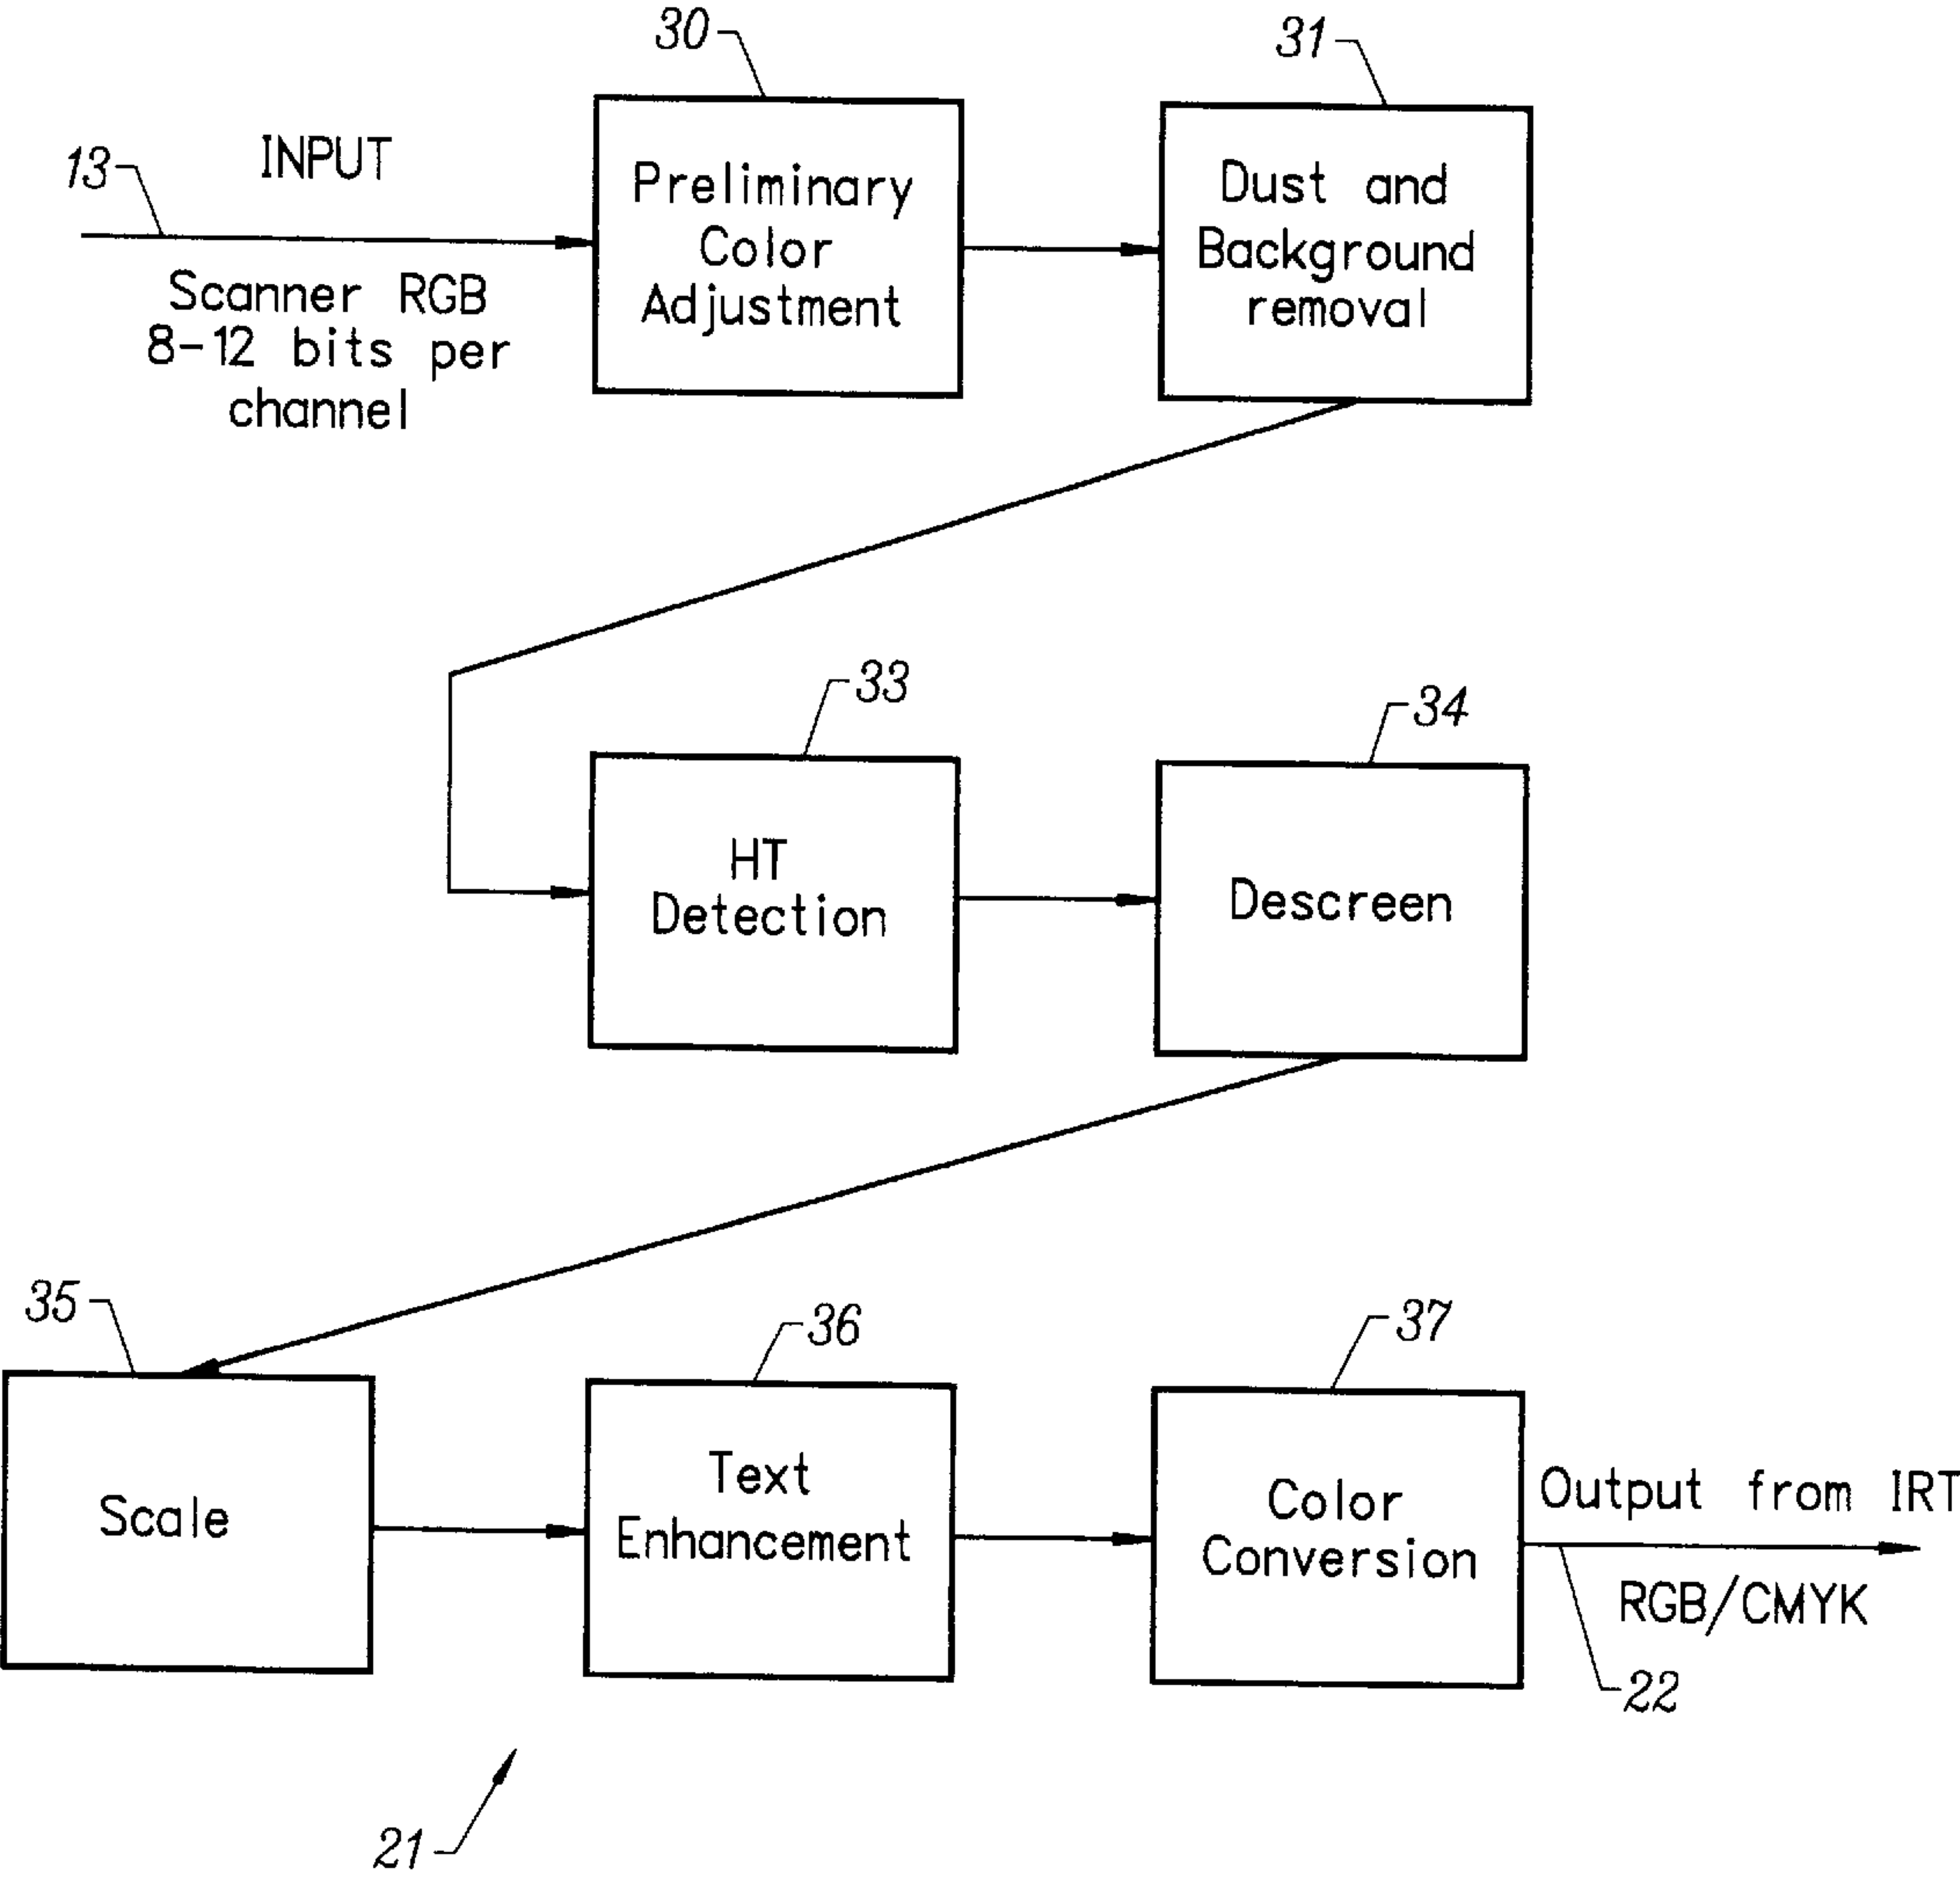 30
31
13
INPUT
Scanner RGB
8-12 bits per
channel
Preliminary
Color
Adjustment
Dust and
Background
removal
33
34
HT
Detection
Descreen
35
36
37
Scale
Text
Enhancement
Color
Conversion
Output from IRT
RGB/CMYK
22
21